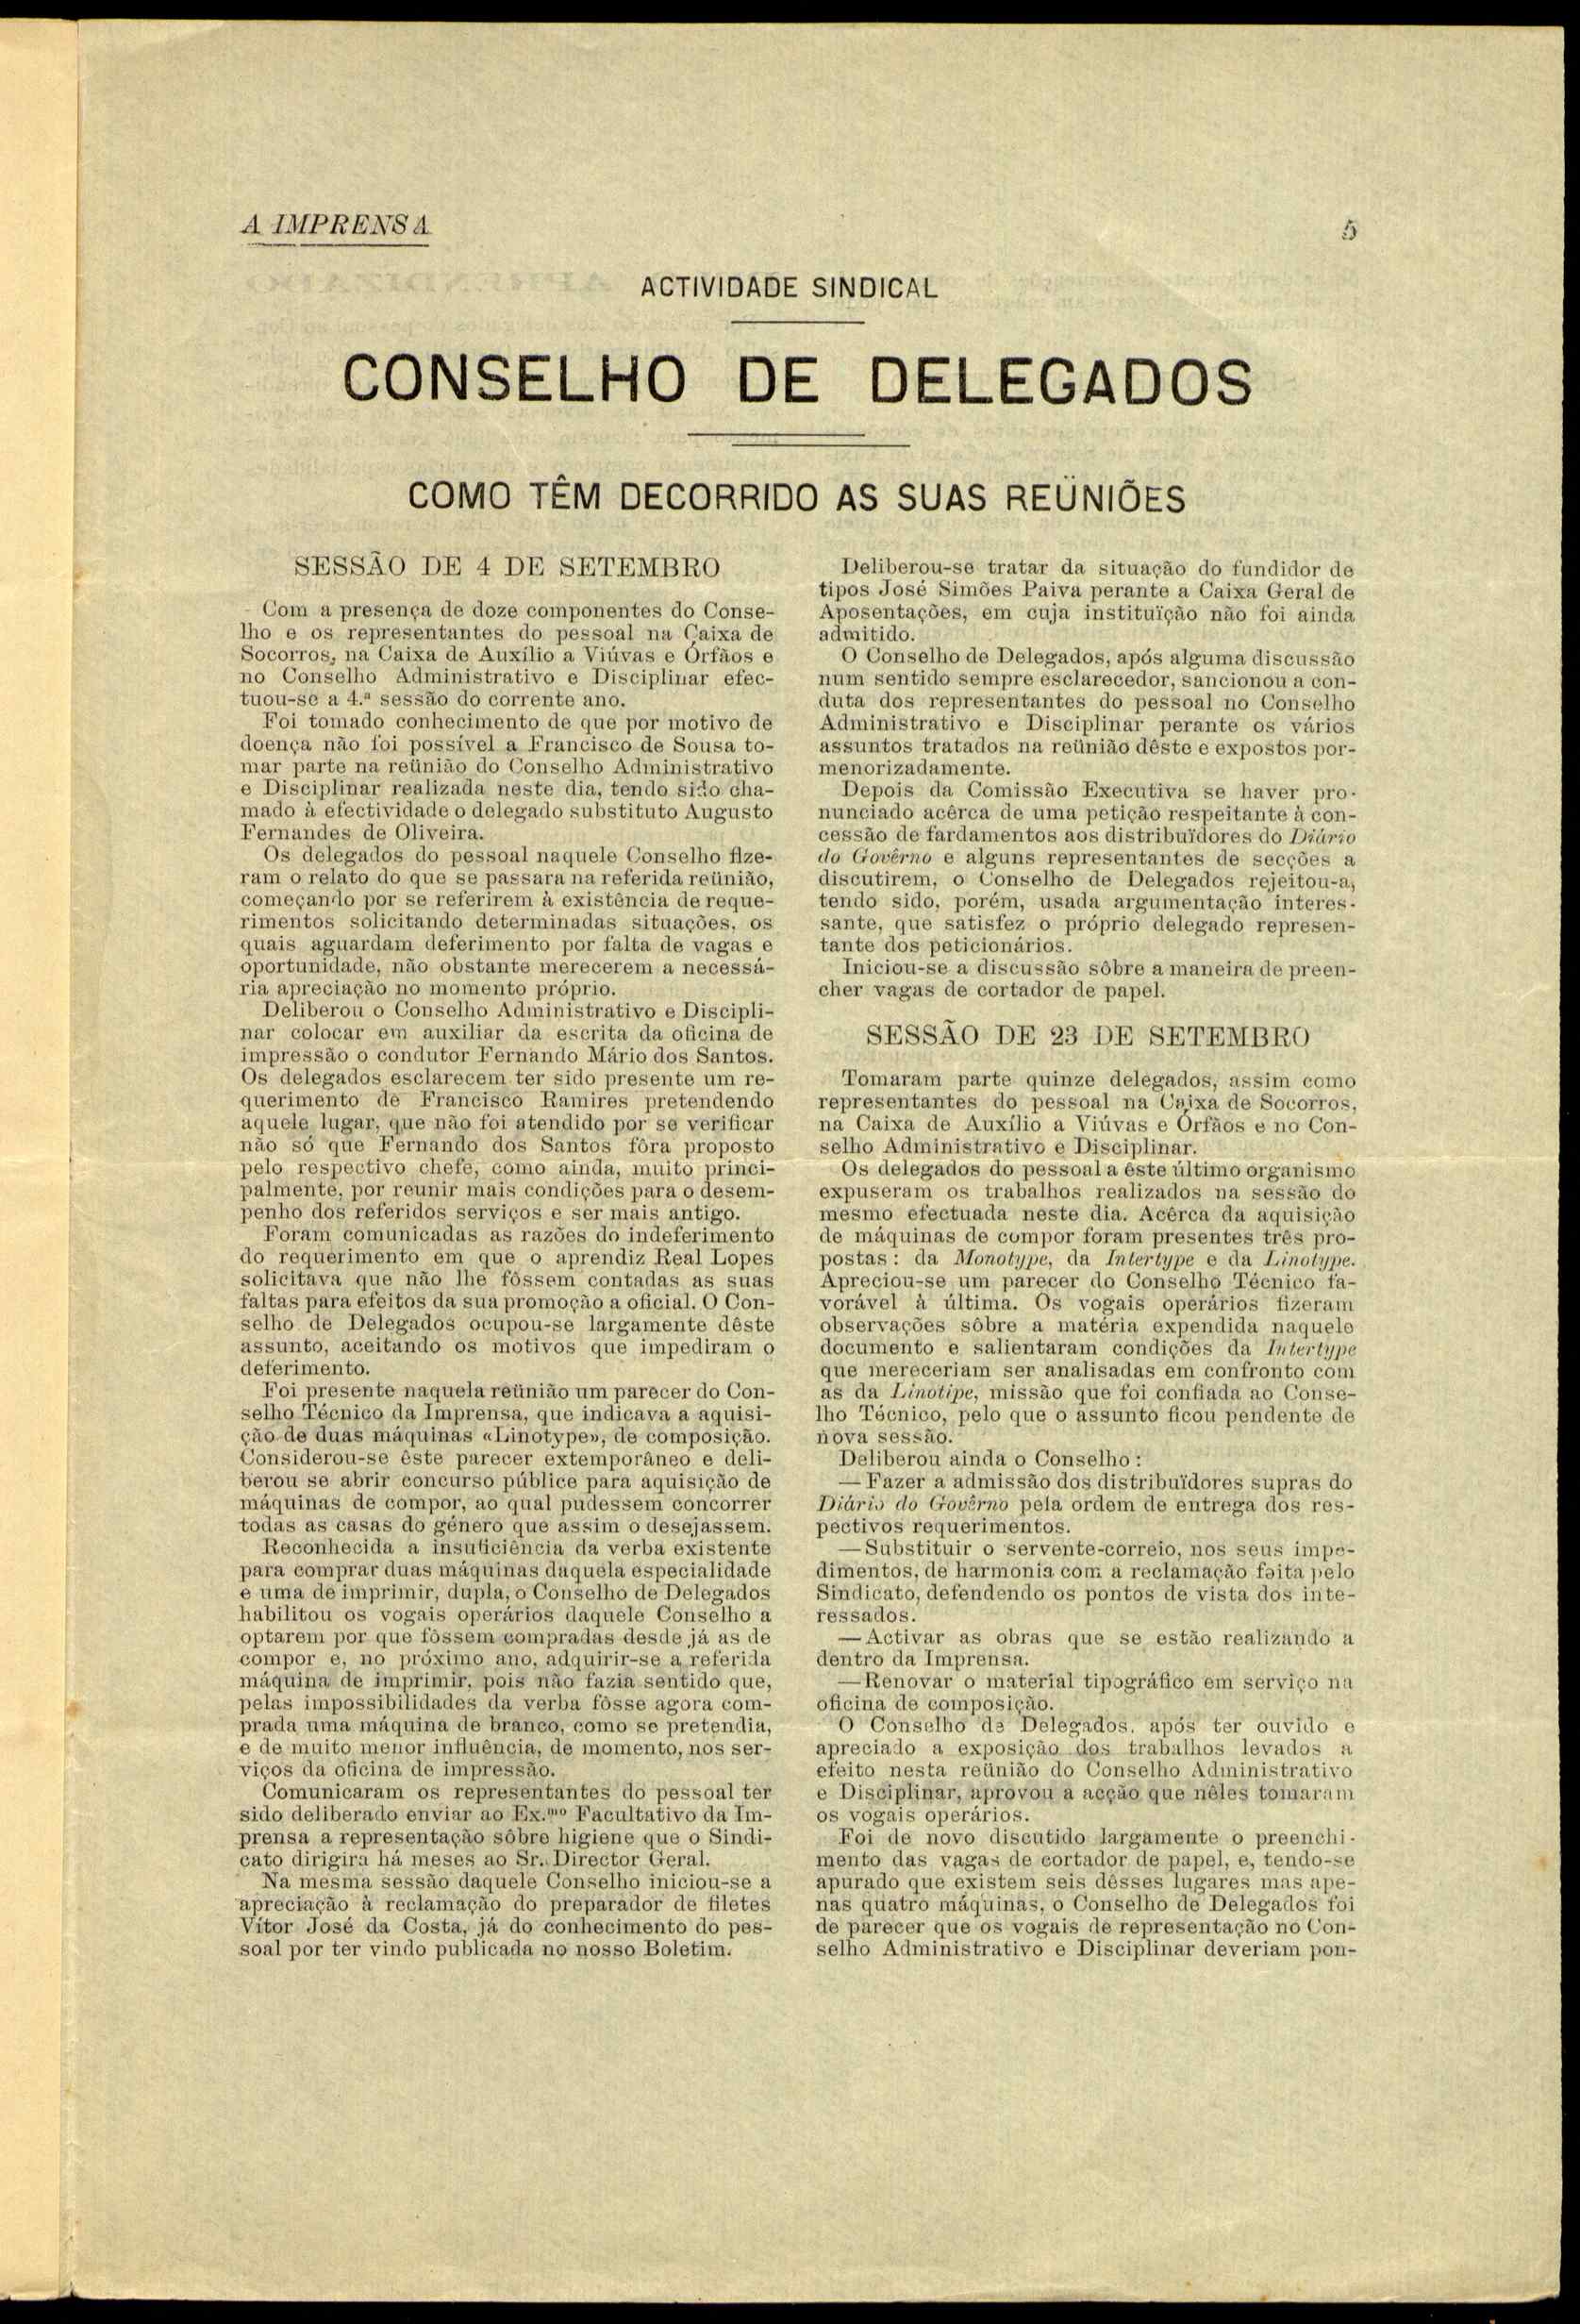 A IMPRENSA
5
ACTIVIDADE SINDICAL
CONSELHO DE DELEGADOS
COMO TÊM DECORRIDO AS SUAS REÜNIÕES
SESSÃO DE 4 DE SETEMBRO
Com a presença de doze componentes do Conse-
lho e os representantes do pessoal na Caixa de
Socorros, na Caixa de Auxílio a Viúvas e Órfãos e
no Conselho Administrativo e Disciplinar efec-
tuou-se a 4.ª sessão do corrente ano.
Foi tomado conhecimento de que por motivo de
doença não foi possível a Francisco de Sousa to-
mar parte na reünião do Conselho Administrativo
e Disciplinar realizada neste dia, tendo sido cha-
mado à efectividade o delegado substituto Augusto
Fernandes de Oliveira.
Os delegados do pessoal naquele Conselho fize-
ram o relato do que se passara na referida reünião,
começando por se referirem à existência de reque-
rimentos solicitando determinadas situações, os
quais aguardam deferimento por falta de vagas e
oportunidade, não obstante merecerem a necessá-
ria apreciação no momento próprio.
Deliberou o Conselho Administrativo e Discipli-
nar colocar em auxiliar da escrita da oficina de
impressão o condutor Fernando Mário dos Santos.
Os delegados esclarecem ter sido presente um re-
querimento de Francisco Ramires pretendendo
aquele lugar, que não foi atendido por se verificar
não só que Fernando dos Santos fôra proposto
pelo respectivo chefe, como ainda, muito princi-
palmente, por reunir mais condições para o desem-
penho dos referidos serviços e ser mais antigo.
Foram comunicadas as razões do indeferimento
do requerimento em que o aprendiz Real Lopes
solicitava que não lhe fôssem contadas as suas
faltas para efeitos da sua promoção a oficial. O Con-
selho de Delegados ocupou-se largamente dêste
assunto, aceitando os motivos que impediram o
deferimento.
Foi presente naquela reünião um parecer do Con-
selho Técnico da Imprensa, que indicava a aquisi-
ção de duas máquinas «Linotype», de composição.
Considerou-se êste parecer extemporâneo e deli-
berou se abrir concurso públice para aquisição de
máquinas de compor, ao qual pudessem concorrer
todas as casas do género que assim o desejassem.
Reconhecida a insuficiência da verba existente
para comprar duas máquinas daquela especialidade
e uma de imprimir, dupla, o Conselho de Delegados
habilitou os vogais operários daquele Conselho a
optarem por que fôssem compradas desde já as de
compor e, no próximo ano, adquirir-se a referida
máquina de imprimir, pois não fazia sentido que,
pelas impossibilidades da verba fôsse agora com-
prada uma máquina de branco, como se pretendia,
e de muito menor influência, de momento, nos ser-
viços da oficina de impressão.
Comunicaram os representantes do pessoal ter
sido deliberado enviar ao Ex.mo Facultativo da Im-
prensa a representação sôbre higiene que o Sindi-
cato dirigira há meses ao Sr. Director Geral.
Na mesma sessão daquele Conselho iniciou-se a
apreciação à reclamação do preparador de filetes
Vítor José da Costa, já do conhecimento do pes-
soal por ter vindo publicada no nosso Boletim.
Deliberou-se tratar da situação do fundidor de
tipos José Simões Paiva perante a Caixa Geral de
Aposentações, em cuja instituïção não foi ainda
admitido.
O Conselho de Delegados, após alguma discussão
num sentido sempre esclarecedor, sancionou a con-
duta dos representantes do pessoal no Conselho
Administrativo e Disciplinar perante os vários
assuntos tratados na reünião dêste e expostos por-
menorizadamente.
Depois da Comissão Executiva se haver pro-
nunciado acêrca de uma petição respeitante à con-
cessão de fardamentos aos distribuïdores do Diário
do Govêrno e alguns representantes de secções a
discutirem, o Conselho de Delegados rejeitou-a,
tendo sido, porém, usada argumentação interes-
sante, que satisfez o próprio delegado represen-
tante dos peticionários.
Iniciou-se a discussão sôbre a maneira de preen-
cher vagas de cortador de papel.
SESSÃO DE 23 DE SETEMBRO
Tomaram parte quinze delegados, assim como
representantes do pessoal na Caixa de Socorros,
na Caixa de Auxílio a Viúvas e Órfãos e no Con-
selho Administrativo e Disciplinar.
Os delegados do pessoal a êste último organismo
expuseram os trabalhos realizados na sessão do
mesmo efectuada neste dia. Acêrca da aquisição
de máquinas de compor foram presentes três pro-
postas: da Monotype, da Intertype e da Linotype.
Apreciou-se um parecer do Conselho Técnico fa-
vorável à última. Os vogais operários fizeram
observações sôbre a matéria expendida naquele
documento e salientaram condições da Intertype
que mereceriam ser analisadas em confronto com
as da Linotipe, missão que foi confiada ao Conse-
lho Técnico, pelo que o assunto ficou pendente de
nova sessão.
Deliberou ainda o Conselho:
—Fazer a admissão dos distribuïdores supras do
Diário do Govêrno pela ordem de entrega dos res-
pectivos requerimentos.
—Substituir o servente-correio, nos seus impe-
dimentos, de harmonia com a reclamação feita pelo
Sindicato, defendendo os pontos de vista dos inte-
ressados.
—Activar as obras que se estão realizando a
dentro da Imprensa.
—Renovar o material tipográfico em serviço na
oficina de composição.
O Conselho de Delegados, após ter ouvido e
apreciado a exposição dos trabalhos levados a
efeito nesta reünião do Conselho Administrativo
e Disciplinar, aprovou a acção que nêles tomaram
os vogais operários.
Foi de novo discutido largamente o preenchi-
mento das vagas de cortador de papel, e, tendo-se
apurado que existem seis dêsses lugares mas ape-
nas quatro máquinas, o Conselho de Delegados foi
de parecer que os vogais de representação no Con-
selho Administrativo e Disciplinar deveriam pon-